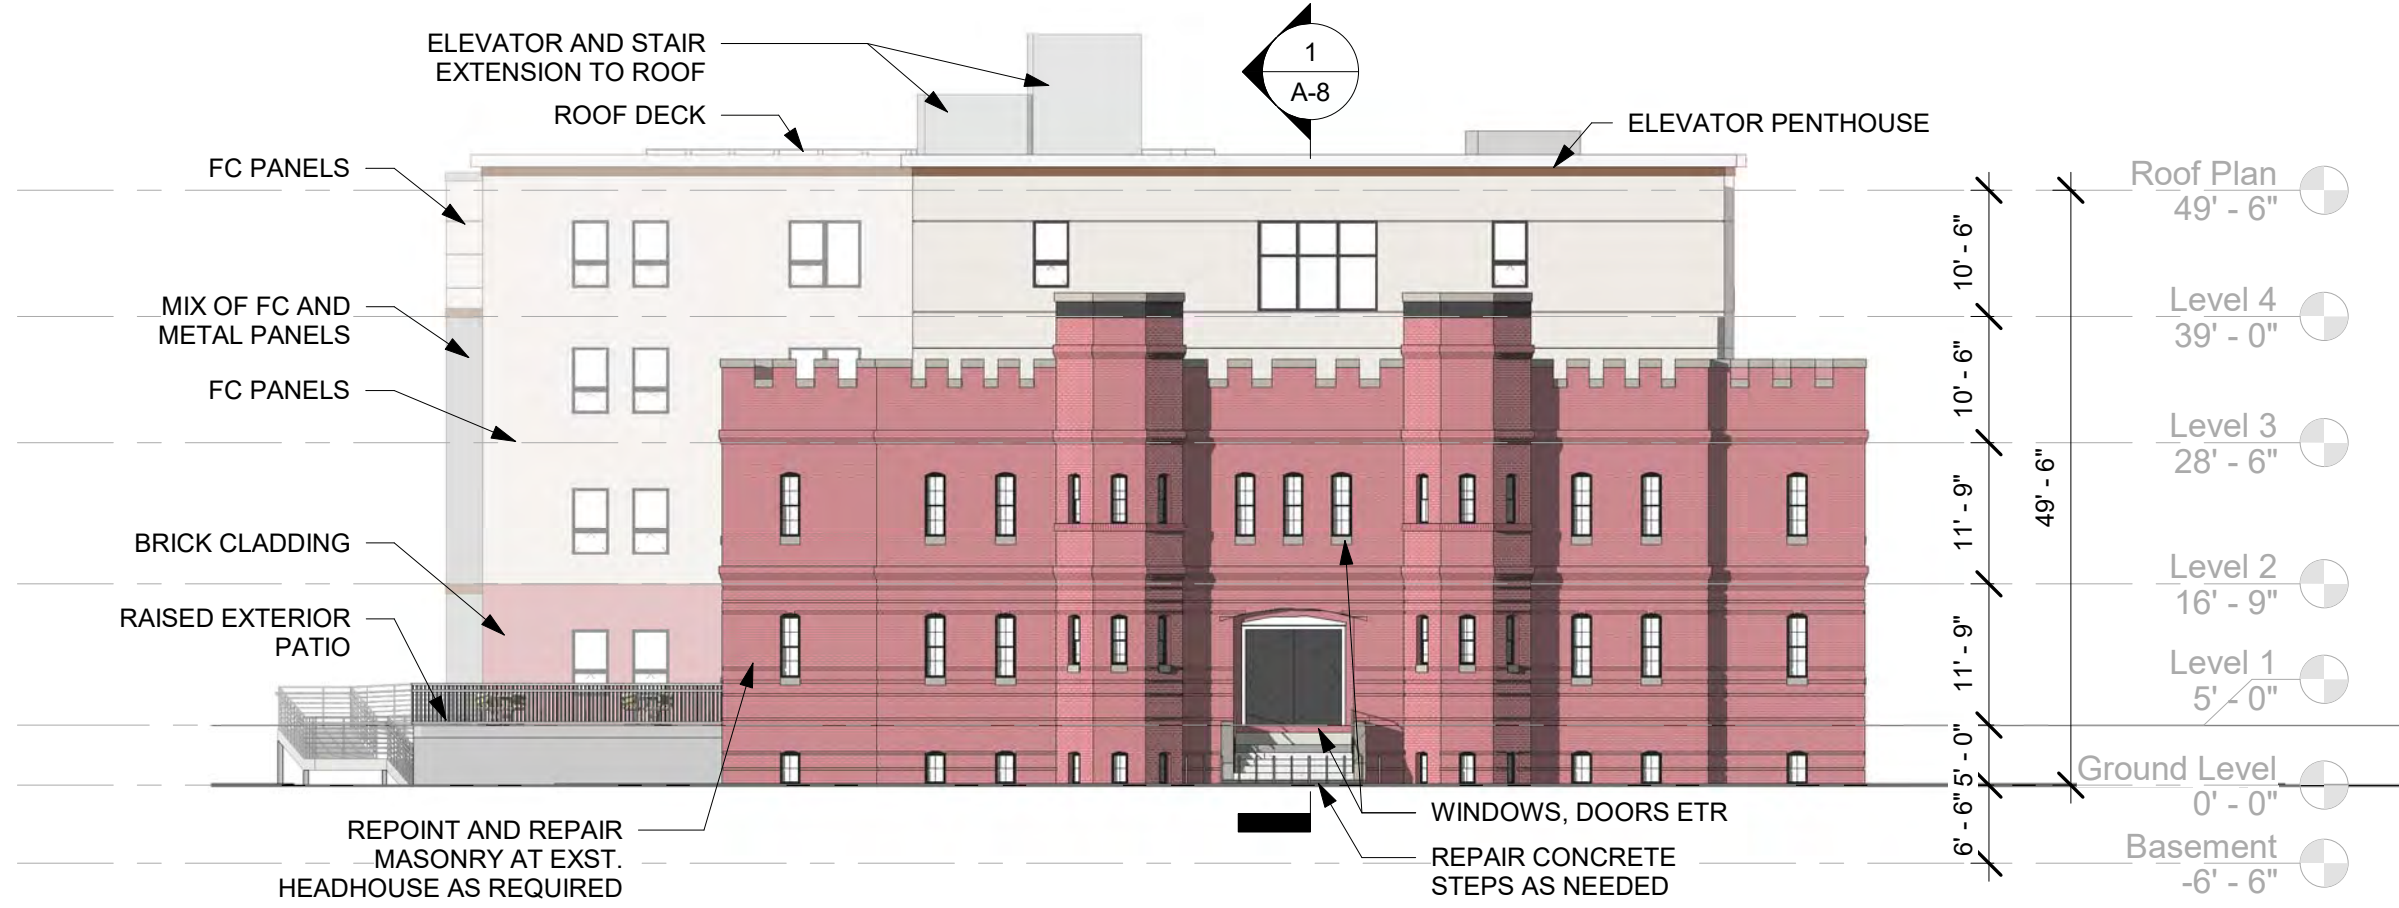 ELEVATOR AND STAIR
EXTENSION TO ROOF
ROOF DECK
FC PANELS
MIX OF FC AND
METAL PANELS
FC PANELS
BRICK CLADDING
RAISED EXTERIOR
PATIO
REPOINT AND REPAIR
MASONRY AT EXST.
HEADHOUSE AS REQUIRED
1
A-8
ELEVATOR PENTHOUSE
WINDOWS, DOORS ETR
REPAIR CONCRETE
STEPS AS NEEDED
10' - 6"
10' - 6"
11' - 9"
11' - 9"
5' - 0"
6' - 6"
49' - 6"
Roof Plan
49' - 6"
Level 4
39' - 0"
Level 3
28' - 6"
Level 2
16' - 9"
Level 1
5' - 0"
Ground Level
0' - 0"
Basement
-6' - 6"